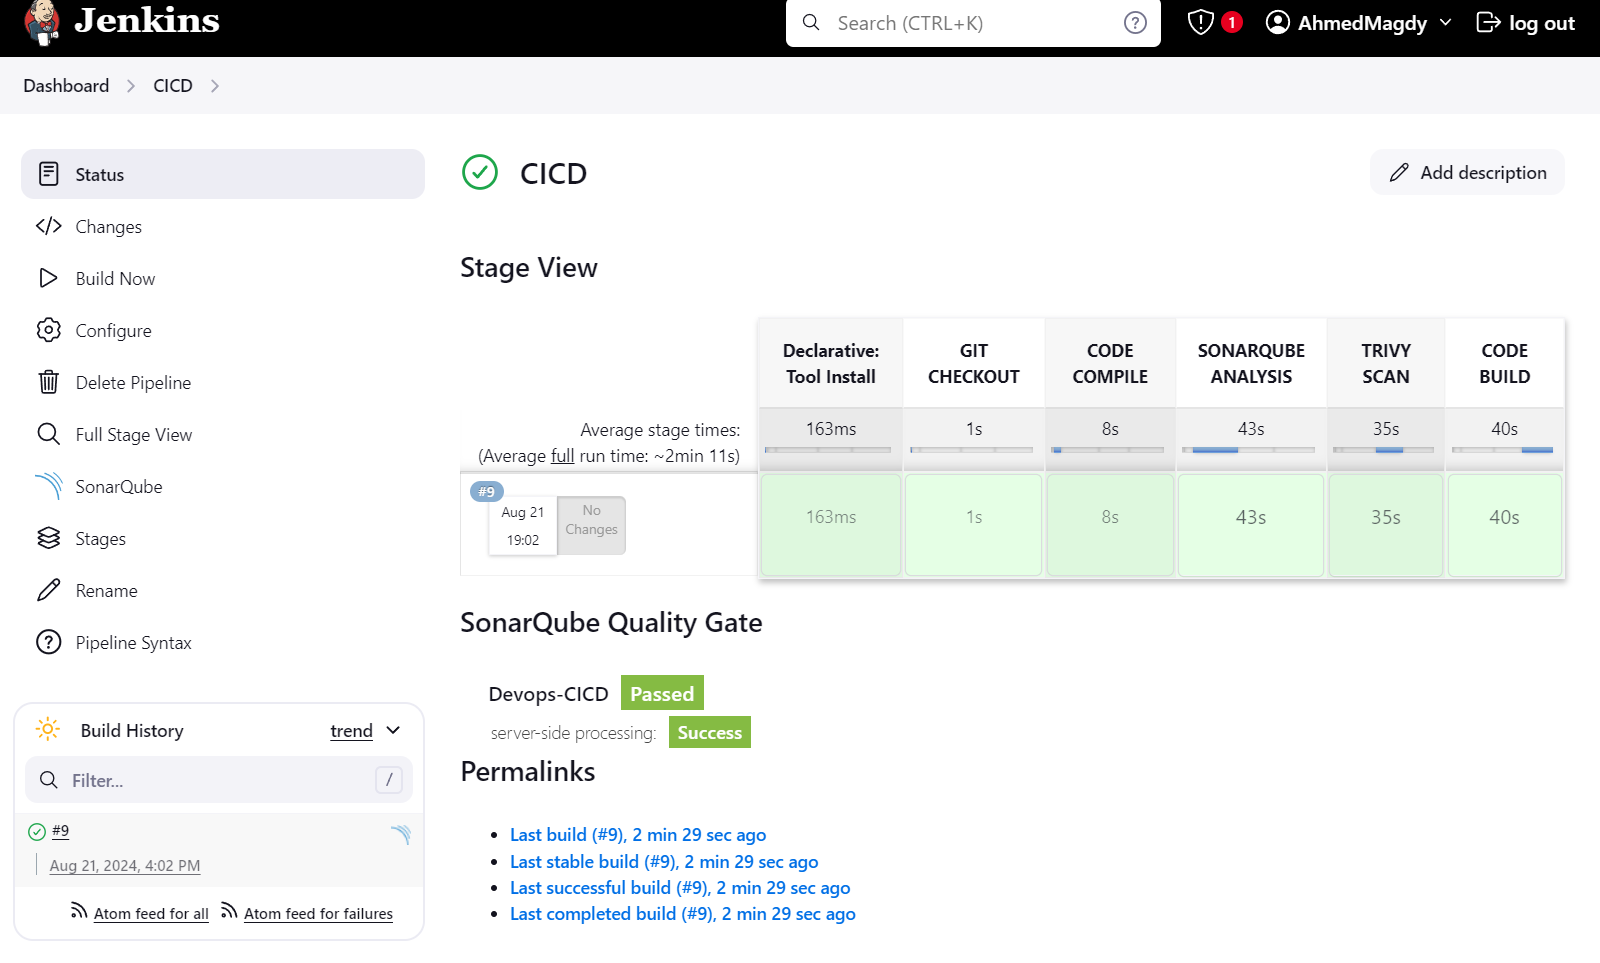 Jenkins
Search (CTRL+K)
?
1
AhmedMagdy
log out
Dashboard
CICD
Status
Changes
Build Now
Configure
Delete Pipeline
Full Stage View
SonarQube
Stages
Rename
Pipeline Syntax
Build History
trend
Filter...
/
#9
Aug 21, 2024, 4:02 PM
Atom feed for all
Atom feed for failures
CICD
Add description
Stage View
Declarative: Tool Install
GIT CHECKOUT
CODE COMPILE
SONARQUBE ANALYSIS
TRIVY SCAN
CODE BUILD
Average stage times:
(Average full run time: ~2min 11s)
163ms
1s
8s
43s
35s
40s
#9
Aug 21
19:02
No
Changes
163ms
1s
8s
43s
35s
40s
SonarQube Quality Gate
Devops-CICD Passed
server-side processing: Success
Permalinks
Last build (#9), 2 min 29 sec ago
Last stable build (#9), 2 min 29 sec ago
Last successful build (#9), 2 min 29 sec ago
Last completed build (#9), 2 min 29 sec ago